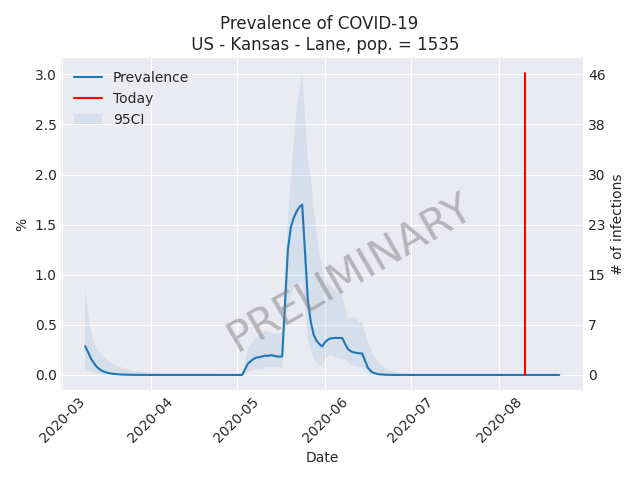 Prevalence of COVID-19
US - Kansas - Lane, pop. = 1535
Prevalence
Today
95CI
3.0
2.5
2.0
1.5
1.0
0.5
0.0
%
46
38
30
23
15
7
0
# of infections
PRELIMINARY
2020-03
2020-04
2020-05
2020-06
2020-07
2020-08
Date